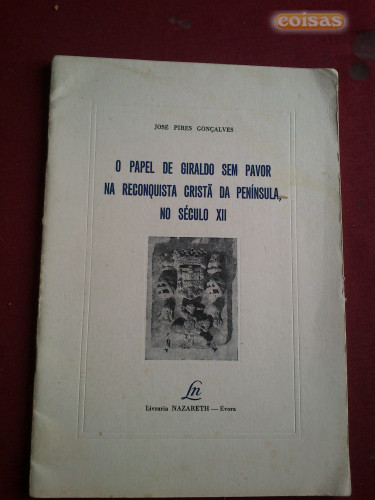 coisas
JOSÉ PIRES GONÇALVES
O PAPEL DE GIRALDO SEM PAVOR
NA RECONQUISTA CRISTÃ DA PENÍNSULA,
NO SÉCULO XII
Ln
Livraria NAZARETH — Évora